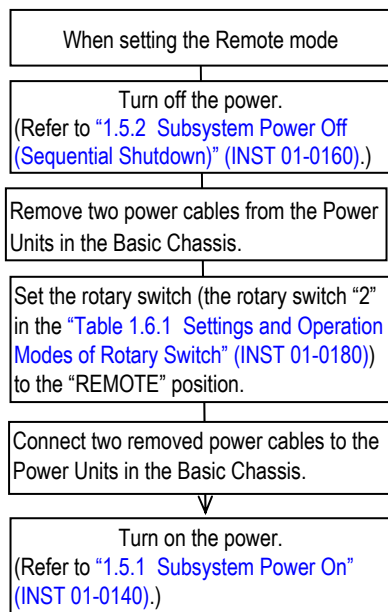 When setting the Remote mode
Turn off the power.
(Refer to “1.5.2 Subsystem Power Off
(Sequential Shutdown)” (INST 01-0160).)
Remove two power cables from the Power
Units in the Basic Chassis.
Set the rotary switch (the rotary switch “2”
in the “Table 1.6.1 Settings and Operation
Modes of Rotary Switch” (INST 01-0180))
to the “REMOTE” position.
Connect two removed power cables to the
Power Units in the Basic Chassis.
Turn on the power.
(Refer to “1.5.1 Subsystem Power On”
(INST 01-0140).)